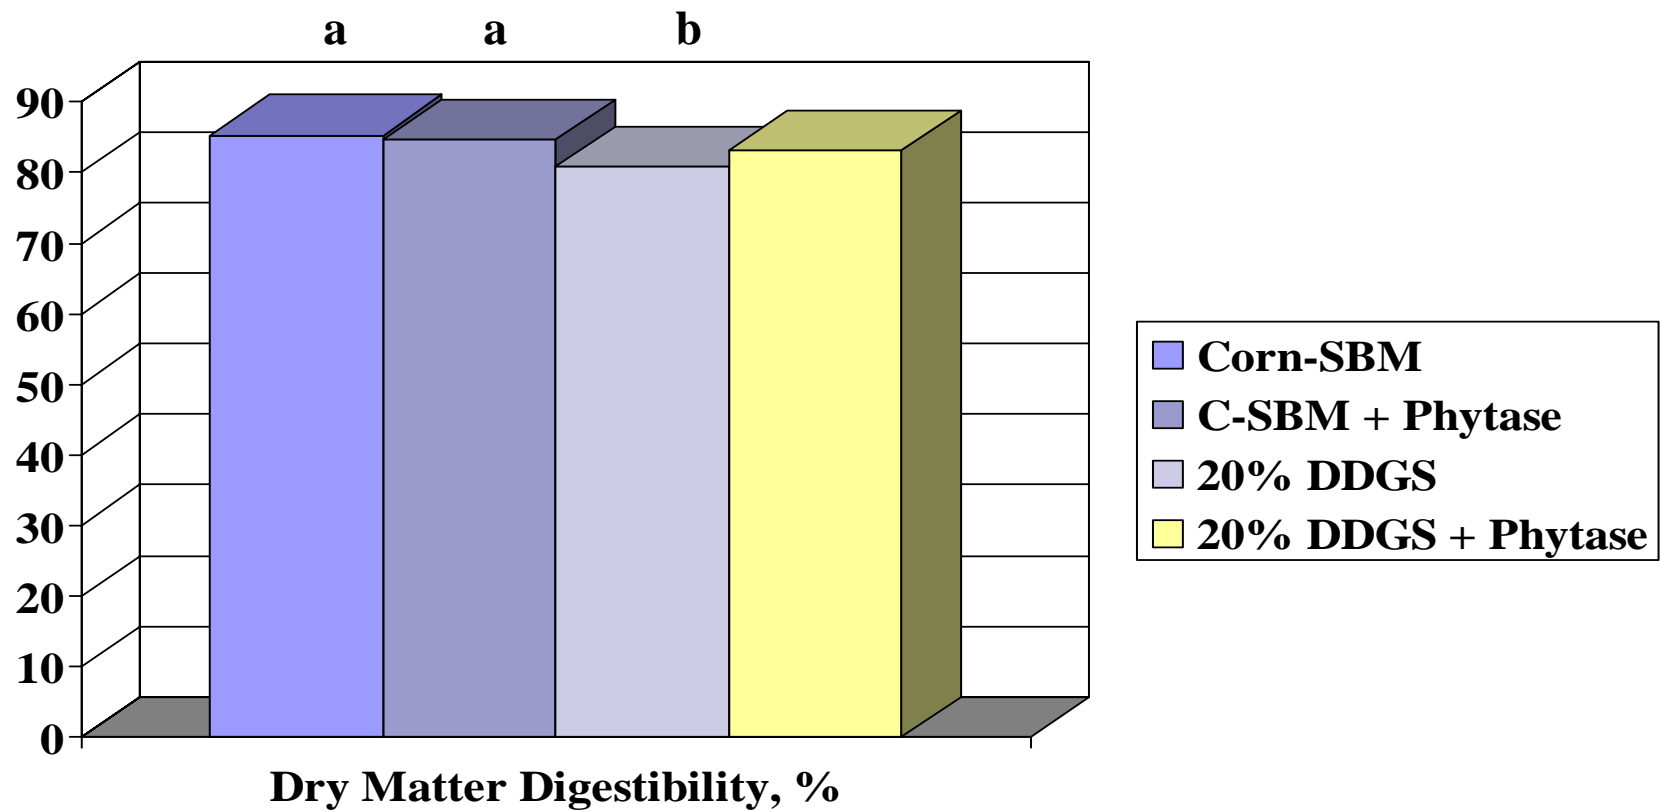 a a b
90
80
70
60
50
40
30
20
10
0
Dry Matter Digestibility, %
Corn-SBM
C-SBM + Phytase
20% DDGS
20% DDGS + Phytase